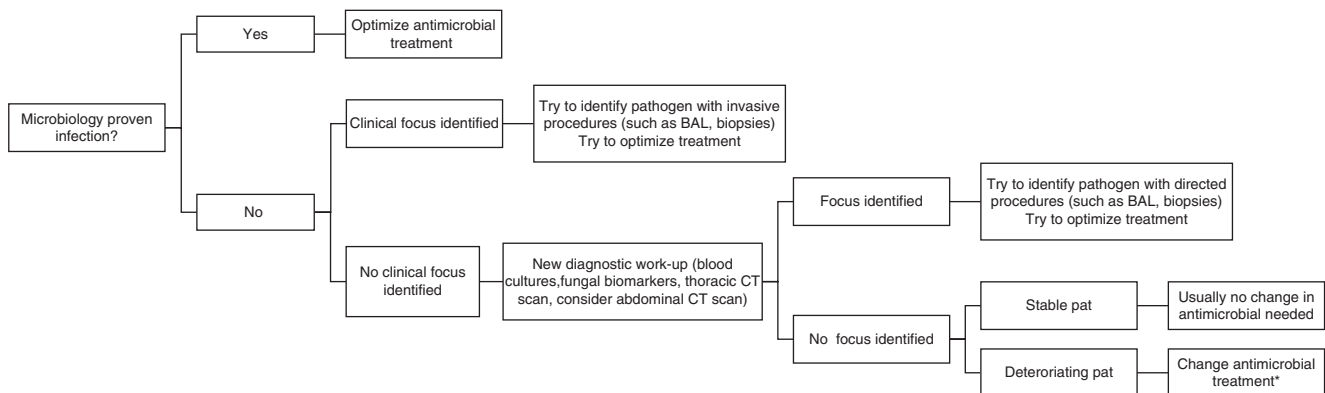 Microbiology proven
infection?
Yes
Optimize antimicrobial
treatment
No
Clinical focus identified
Try to identify pathogen with invasive
procedures (such as BAL, biopsies)
Try to optimize treatment
No clinical focus
identified
New diagnostic work-up (blood
cultures,fungal biomarkers, thoracic CT
scan, consider abdominal CT scan)
Focus identified
Try to identify pathogen with directed
procedures (such as BAL, biopsies)
Try to optimize treatment
No focus identified
Stable pat
Usually no change in
antimicrobial needed
Deteroriating pat
Change antimicrobial
treatment*